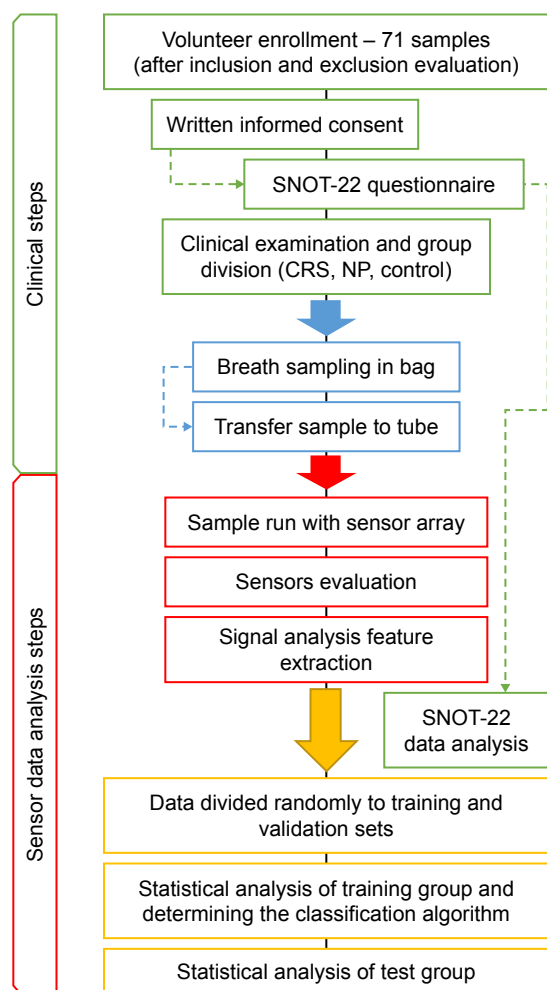 Volunteer enrollment – 71 samples
(after inclusion and exclusion evaluation)
Written informed consent
SNOT-22 questionnaire
Clinical examination and group
division (CRS, NP, control)
Breath sampling in bag
Transfer sample to tube
Clinical steps
Sample run with sensor array
Sensors evaluation
Signal analysis feature
extraction
SNOT-22
data analysis
Data divided randomly to training and
validation sets
Statistical analysis of training group and
determining the classification algorithm
Statistical analysis of test group
Sensor data analysis steps